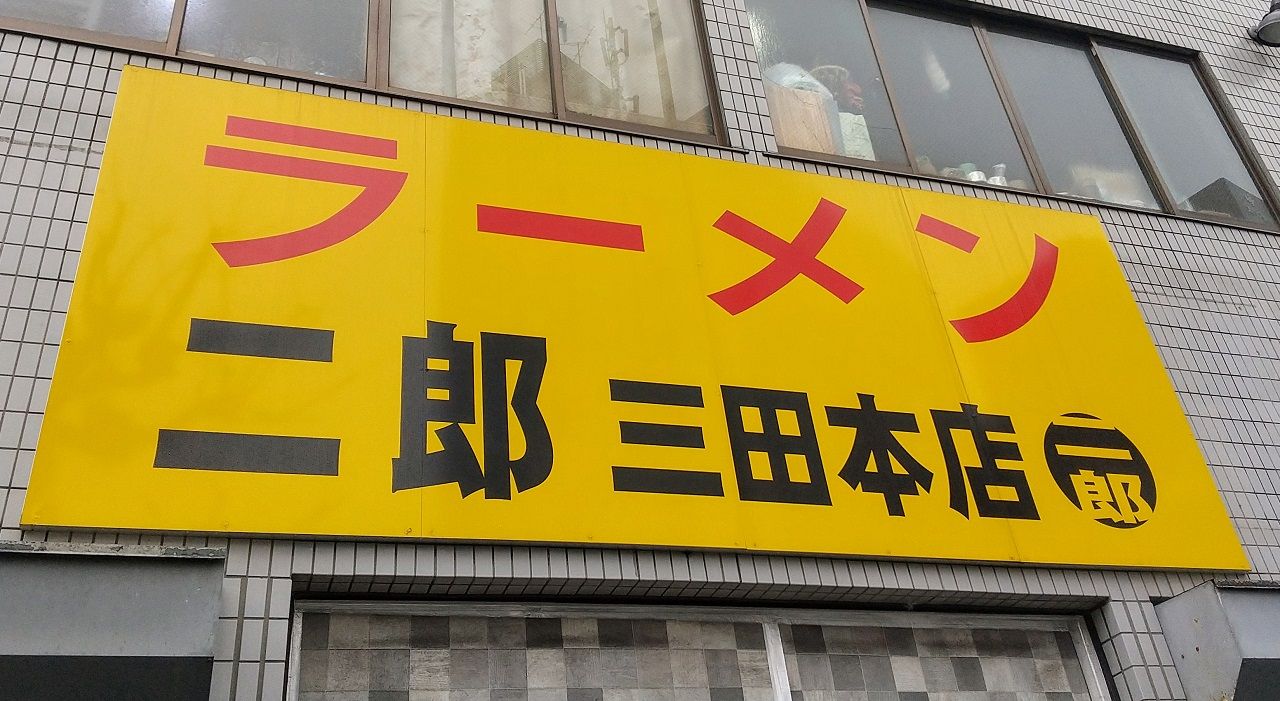 ラーメン
二郎 三田本店 二郎